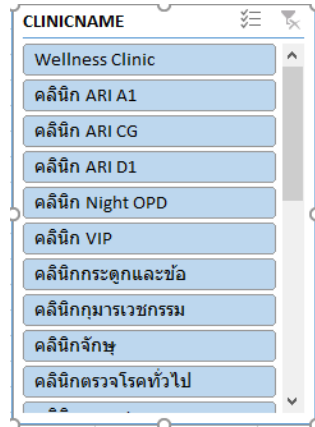 CLINICNAME
Wellness Clinic
คลินิก ARI A1
คลินิก ARI CG
คลินิก ARI D1
คลินิก Night OPD
คลินิก VIP
คลินิกกระดูกและข้อ
คลินิกกุมารเวชกรรม
คลินิกจักษุ
คลินิกตรวจโรคทั่วไป